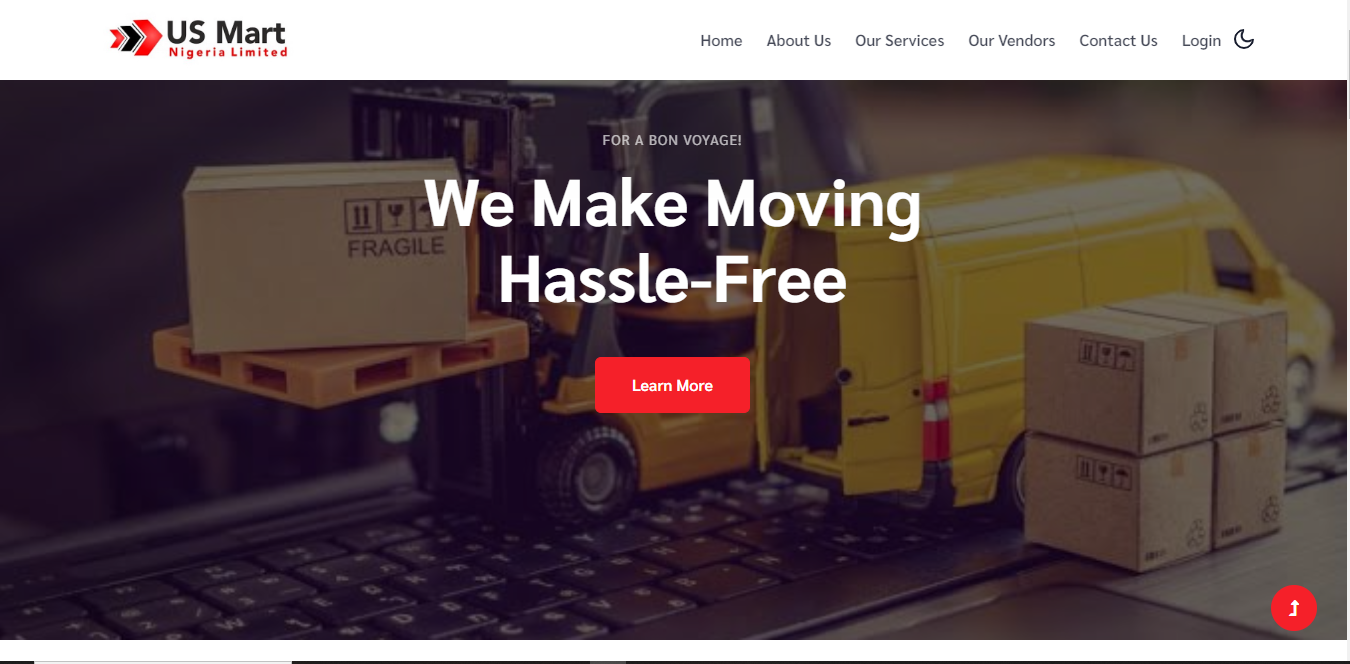 US Mart
Nigeria Limited
Home About Us Our Services Our Vendors Contact Us Login
FOR A BON VOYAGE!
We Make Moving
Hassle-Free
FRAGILE
Learn More